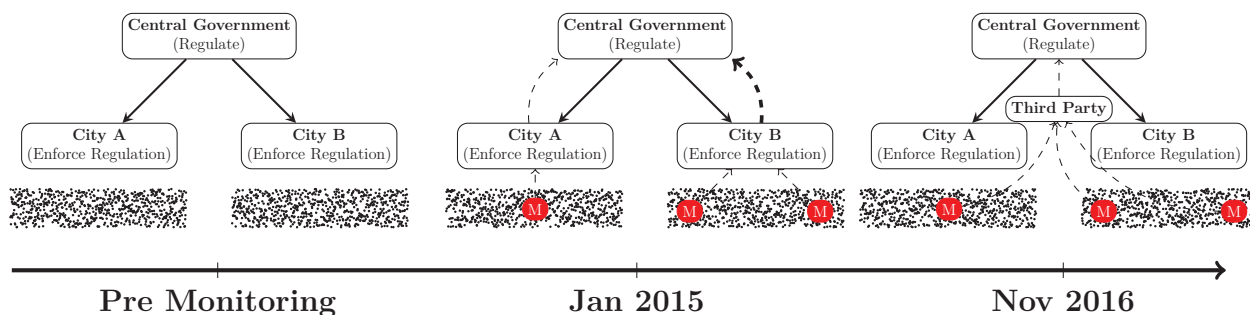 Central Government
(Regulate)
City A
(Enforce Regulation)
City B
(Enforce Regulation)
Pre Monitoring
Central Government
(Regulate)
City A
(Enforce Regulation)
City B
(Enforce Regulation)
M
M
M
Jan 2015
Central Government
(Regulate)
Third Party
City A
(Enforce Regulation)
City B
(Enforce Regulation)
M
M
M
Nov 2016